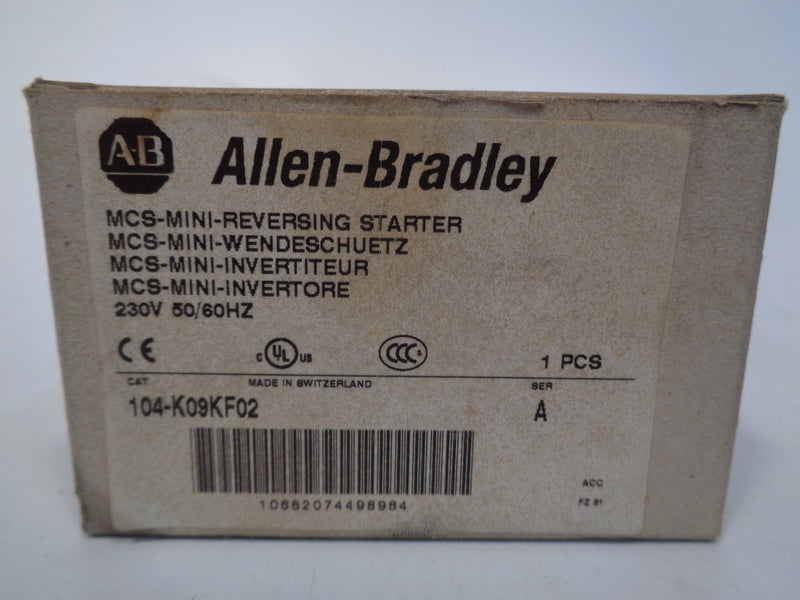 A-B Allen-Bradley
MCS-MINI-REVERSING STARTER
MCS-MINI-WENDESCHUETZ
MCS-MINI-INVERTITEUR
MCS-MINI-INVERTORE
230V 50/60HZ
CE C UL US CCC S 1 PCS
CAT MADE IN SWITZERLAND SER
104-K09KF02 A
10662074498984
ACC
FZ 81